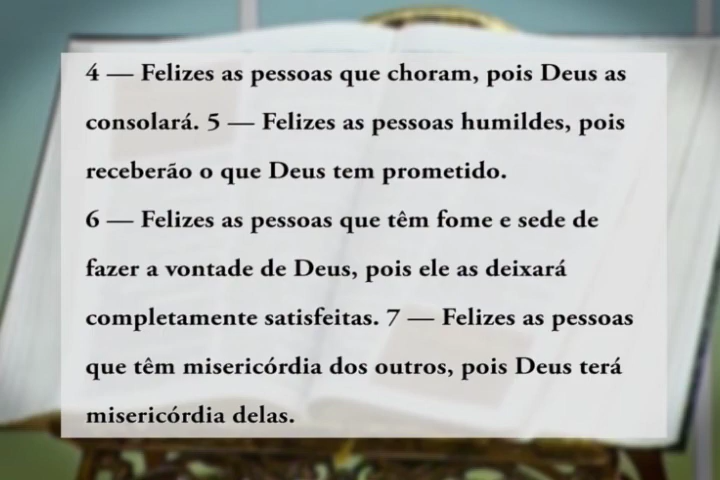 4 — Felizes as pessoas que choram, pois Deus as
consolará. 5 — Felizes as pessoas humildes, pois
receberão o que Deus tem prometido.
6 — Felizes as pessoas que têm fome e sede de
fazer a vontade de Deus, pois ele as deixará
completamente satisfeitas. 7 — Felizes as pessoas
que têm misericórdia dos outros, pois Deus terá
misericórdia delas.